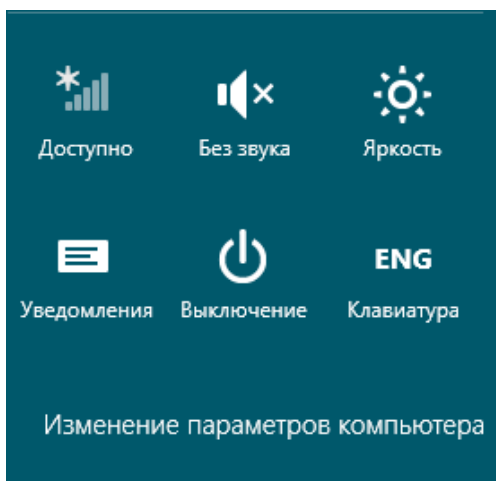 Доступно Без звука Яркость
ENG
Уведомления Выключение Клавиатура
Изменение параметров компьютера